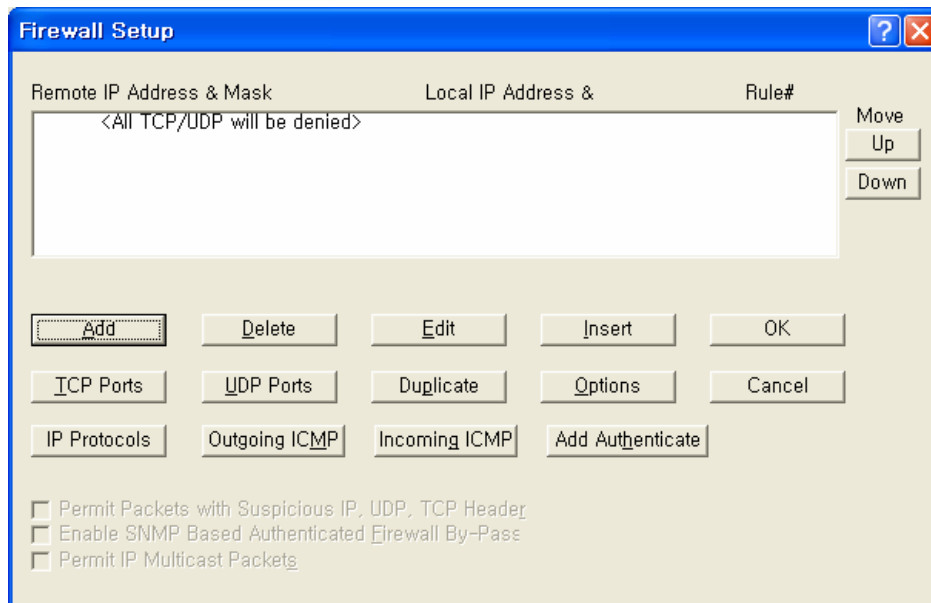 Firewall Setup
Remote IP Address & Mask Local IP Address & Rule#
<All TCP/UDP will be denied>
Move
Up
Down
Add Delete Edit Insert OK
TCP Ports UDP Ports Duplicate Options Cancel
IP Protocols Outgoing ICMP Incoming ICMP Add Authenticate
Permit Packets with Suspicious IP, UDP, TCP Header
Enable SNMP Based Authenticated Firewall By-Pass
Permit IP Multicast Packets